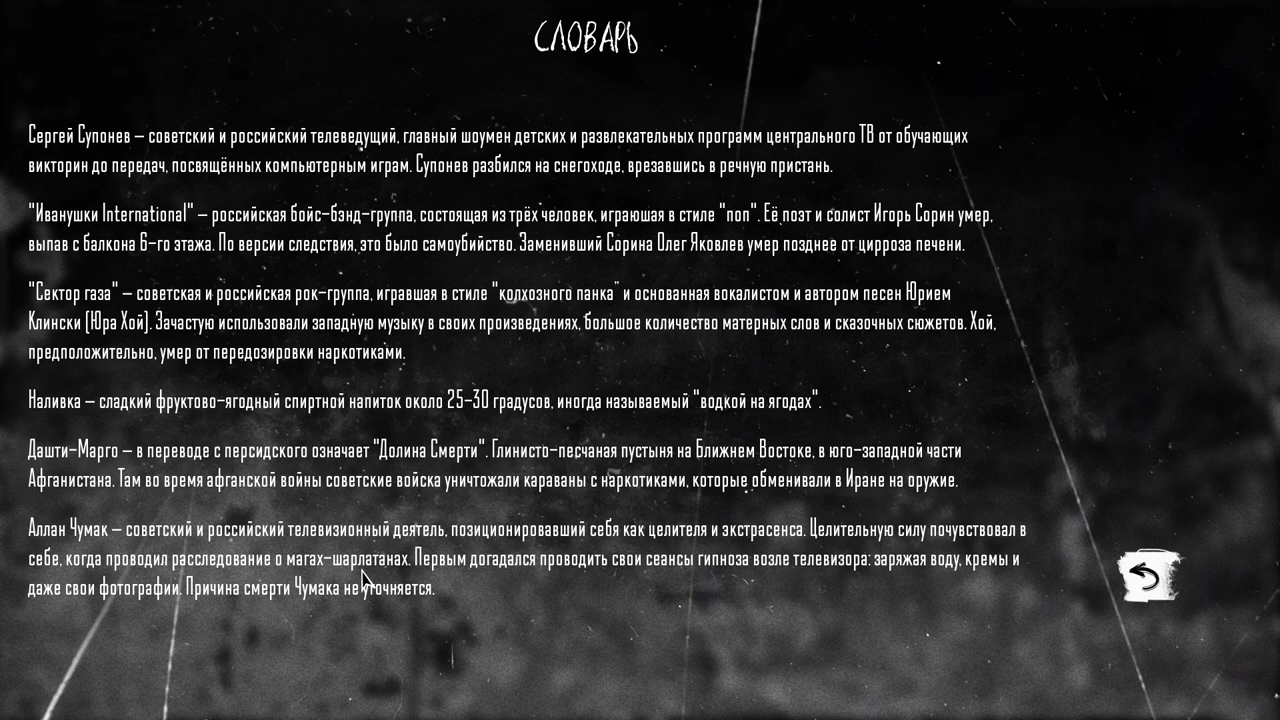 СЛОВАРЬ
Сергей Супонев – советский и российский телеведущий, главный шоумен детских и развлекательных программ центрального ТВ от обучающих
викторин до передач, посвящённых компьютерным играм. Супонев разбился на снегоходе, врезавшись в речную пристань.
"Иванушки International" – российская бойс-бэнд-группа, состоящая из трёх человек, играюшая в стиле "поп". Её поэт и солист Игорь Сорин умер,
выпав с балкона 6-го этажа. По версии следствия, это было самоубийство. Заменивший Сорина Олег Яковлев умер позднее от цирроза печени.
"Сектор газа" – советская и российская рок-группа, игравшая в стиле "колхозного панка" и основанная вокалистом и автором песен Юрием
Клински [Юра Хой]. Зачастую использовали западную музыку в своих произведениях, большое количество матерных слов и сказочных сюжетов. Хой,
предположительно, умер от передозировки наркотиками.
Наливка – сладкий фруктово-ягодный спиртной напиток около 25-30 градусов, иногда называемый "водкой на ягодах".
Дашти-Марго – в переводе с персидского означает "Долина Смерти". Глинисто-песчаная пустыня на Ближнем Востоке, в юго-западной части
Афганистана. Там во время афганской войны советские войска уничтожали караваны с наркотиками, которые обменивали в Иране на оружие.
Аллан Чумак – советский и российский телевизионный деятель, позиционировавший себя как целителя и экстрасенса. Целительную силу почувствовал в
себе, когда проводил расследование о магах-шарлатанах. Первым догадался проводить свои сеансы гипноза возле телевизора: заряжая воду, кремы и
даже свои фотографии. Причина смерти Чумака не уточняется.